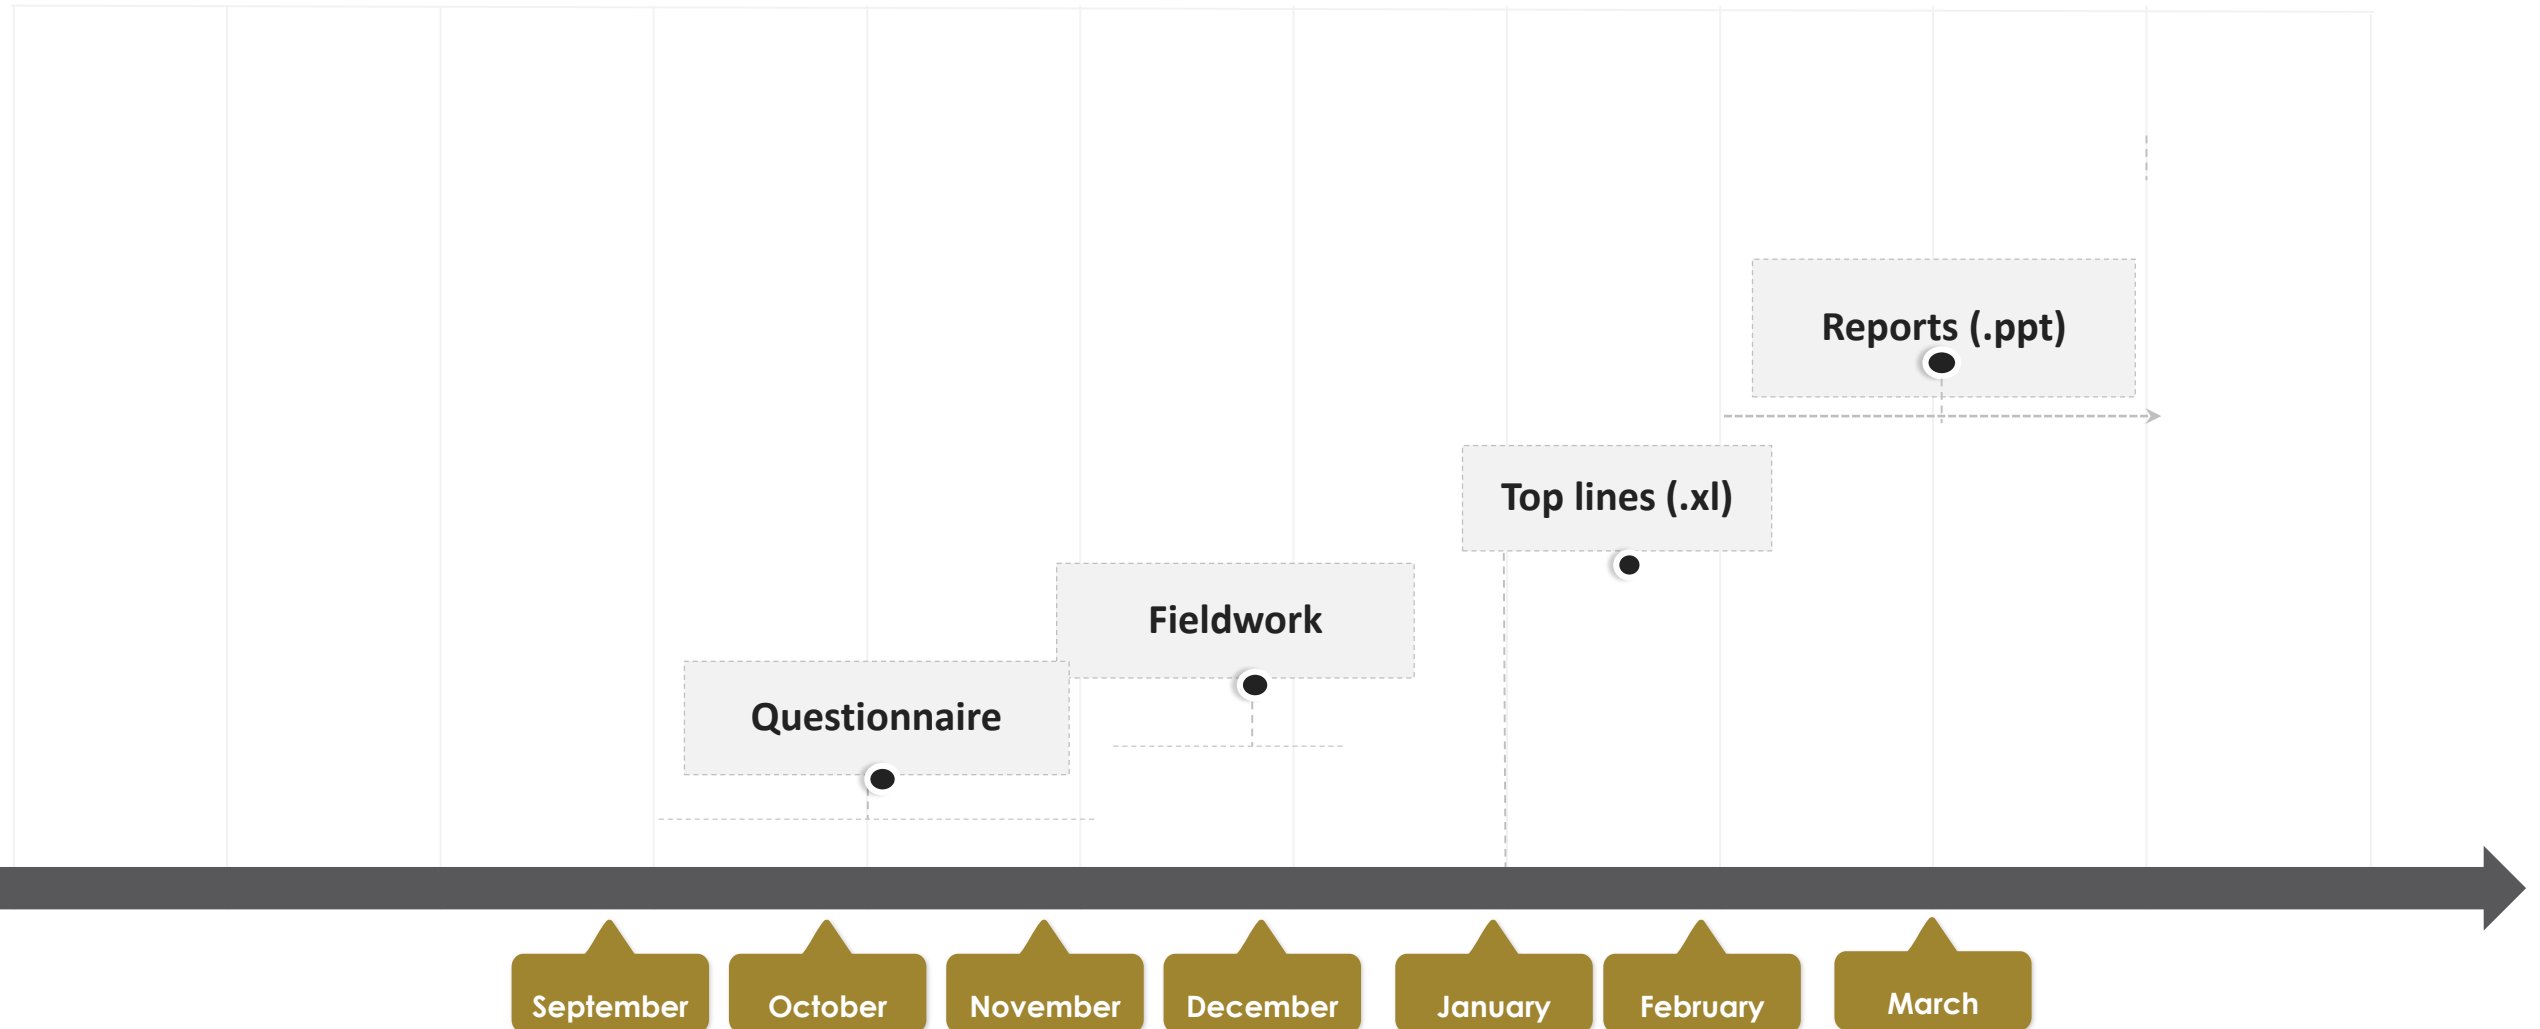 Reports (.ppt)
Top lines (.xl)
Fieldwork
Questionnaire
September
October
November
December
January
February
March